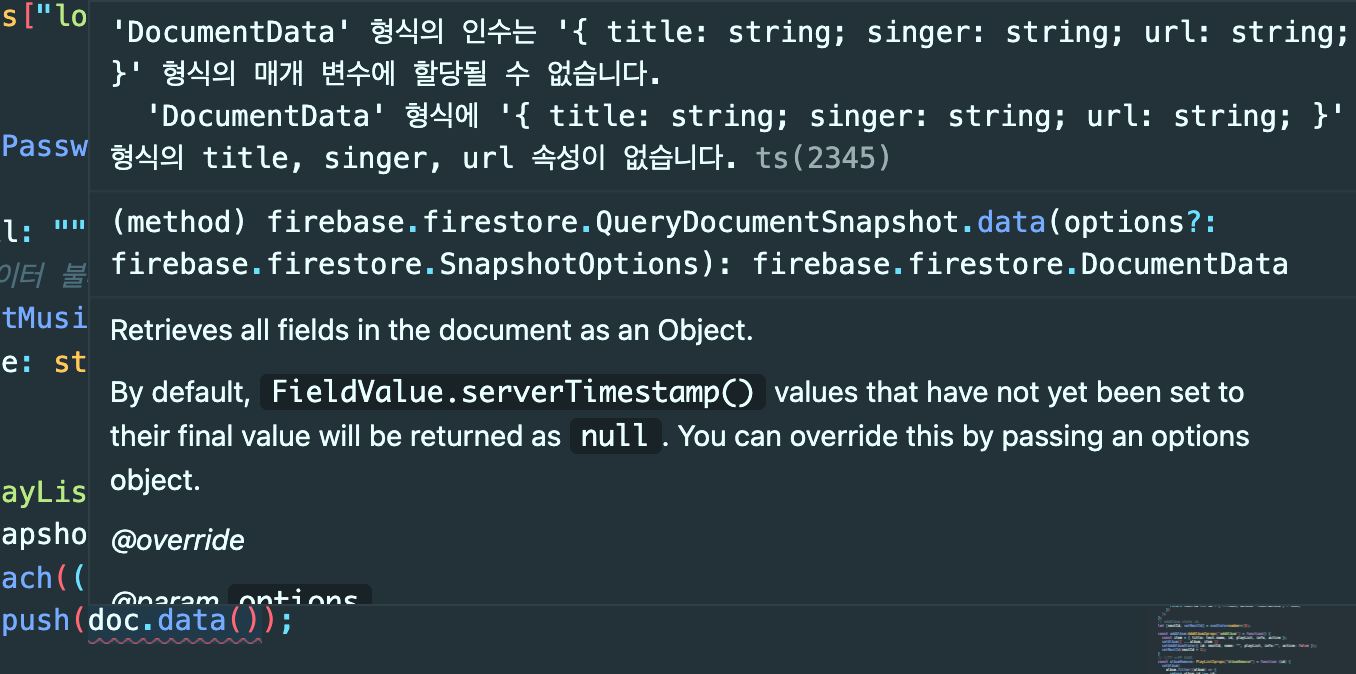 s["lo
'DocumentData' 형식의 인수는 '{ title: string; singer: string; url: string;
}' 형식의 매개 변수에 할당될 수 없습니다.
'DocumentData' 형식에 '{ title: string; singer: string; url: string; }'
Passw
형식의 title, singer, url 속성이 없습니다. ts(2345)
l: ""
(method) firebase.firestore.QueryDocumentSnapshot.data(options?:
이터 불
firebase.firestore.SnapshotOptions): firebase.firestore.DocumentData
tMusi
Retrieves all fields in the document as an Object.
e: st
By default, FieldValue.serverTimestamp() values that have not yet been set to
their final value will be returned as null. You can override this by passing an options
object.
ayLis
apsho
@override
ach((
@param options
push(doc.data());